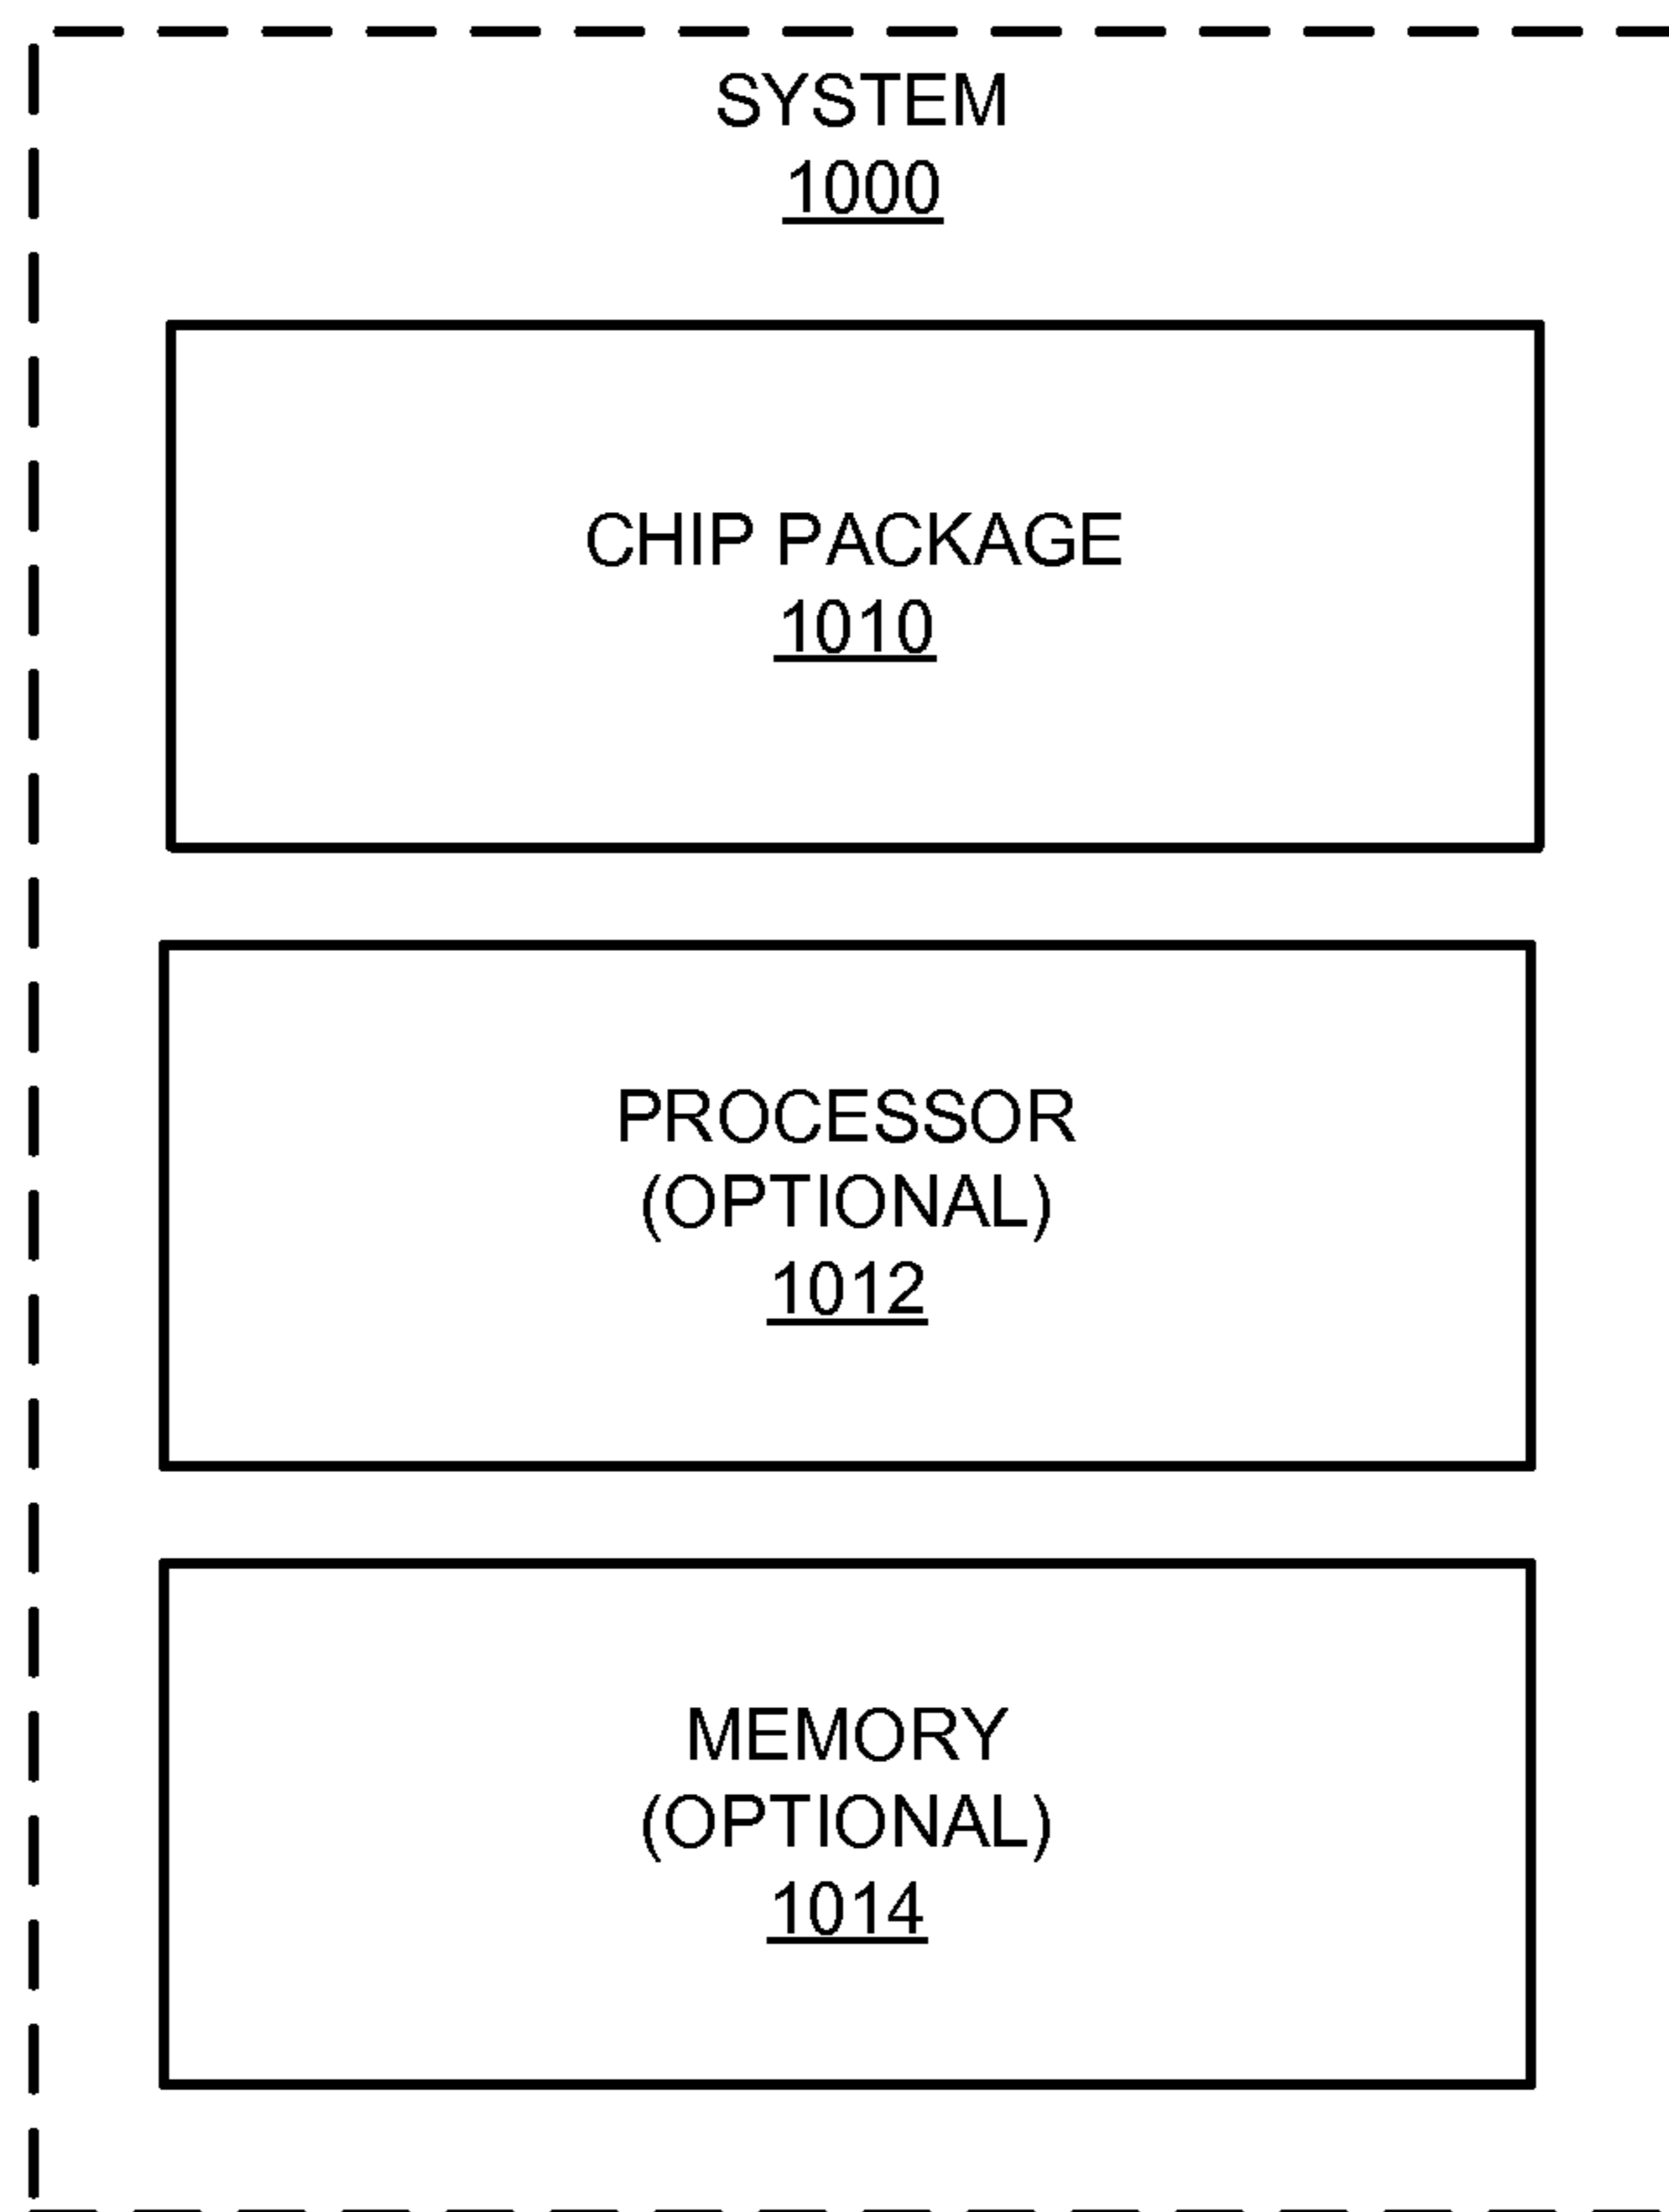 SYSTEM
1000
CHIP PACKAGE
1010
PROCESSOR
(OPTIONAL)
1012
MEMORY
(OPTIONAL)
1014